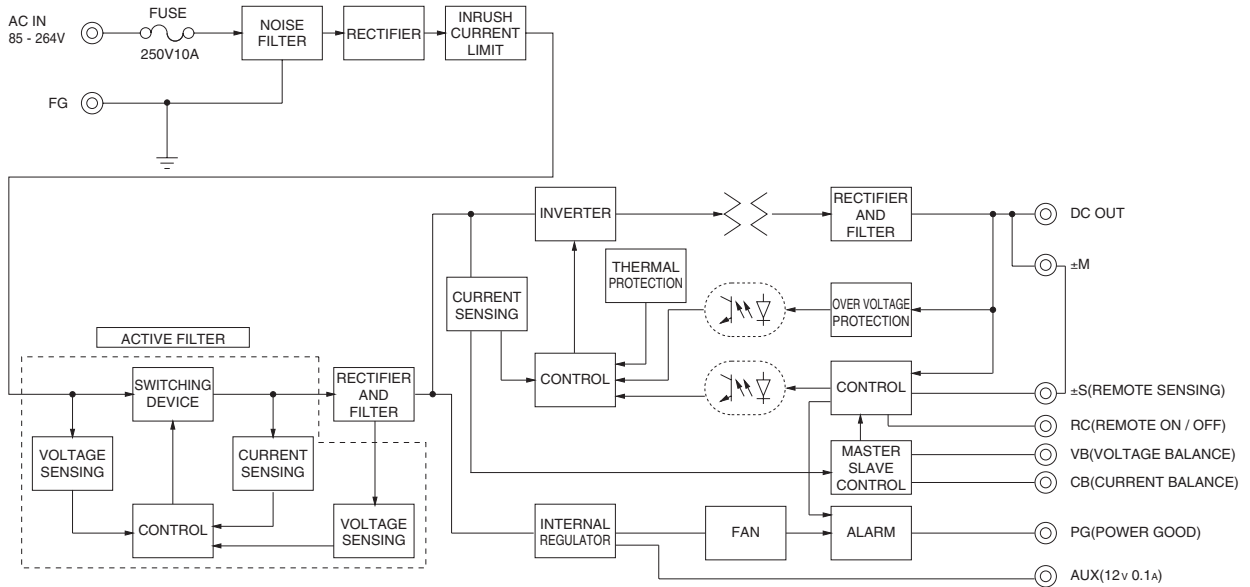 AC IN
85 - 264V
FUSE
250V10A
NOISE
FILTER
RECTIFIER
INRUSH
CURRENT
LIMIT
FG
INVERTER
RECTIFIER
AND
FILTER
DC OUT
±M
THERMAL
PROTECTION
CURRENT
SENSING
OVER VOLTAGE
PROTECTION
ACTIVE FILTER
SWITCHING
DEVICE
RECTIFIER
AND
FILTER
CONTROL
CONTROL
±S(REMOTE SENSING)
RC(REMOTE ON / OFF)
VOLTAGE
SENSING
CURRENT
SENSING
MASTER
SLAVE
CONTROL
VB(VOLTAGE BALANCE)
CB(CURRENT BALANCE)
CONTROL
VOLTAGE
SENSING
INTERNAL
REGULATOR
FAN
ALARM
PG(POWER GOOD)
AUX(12V 0.1A)